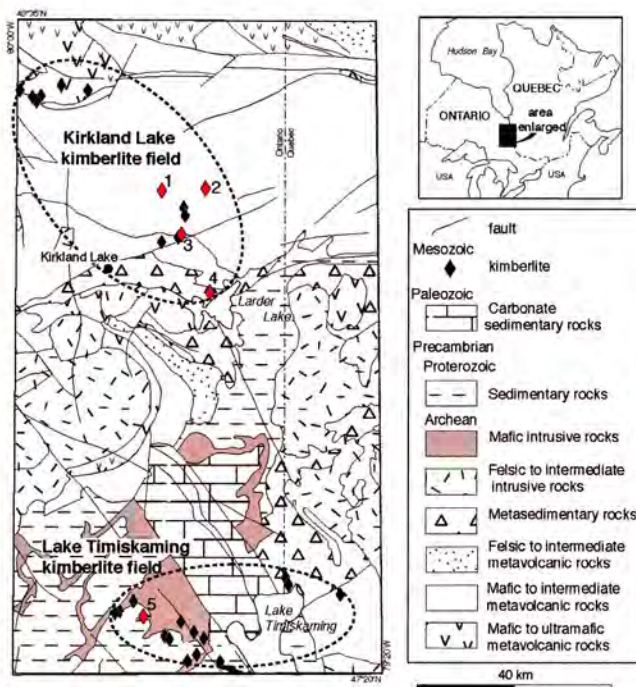 48°35'N
80°00'W
Kirkland Lake
kimberlite field
1
2
3
4
Ontario
Quebec
Kirkland Lake
Larder
Lake
Lake Timiskaming
kimberlite field
5
Lake
Timiskaming
79°20'W
47°20'N
Hudson Bay
QUEBEC
ONTARIO
area
enlarged
USA
USA
fault
Mesozoic
kimberlite
Paleozoic
Carbonate
sedimentary rocks
Precambrian
Proterozoic
Sedimentary rocks
Archean
Mafic intrusive rocks
Felsic to intermediate
intrusive rocks
Metasedimentary rocks
Felsic to intermediate
metavolcanic rocks
Mafic to intermediate
metavolcanic rocks
Mafic to ultramafic
metavolcanic rocks
40 km